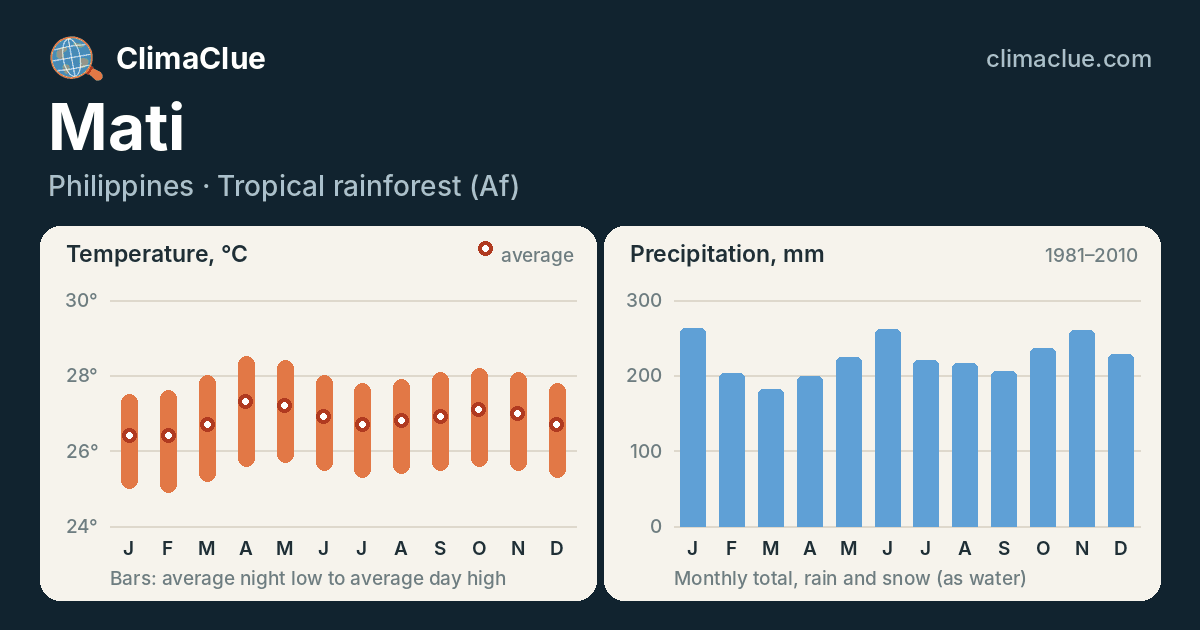 ClimaClue
climaclue.com
Mati
Philippines · Tropical rainforest (Af)
Temperature, °C
average
30°
28°
26°
24°
J F M A M J J A S O N D
Bars: average night low to average day high
Precipitation, mm
1981–2010
300
200
100
0
J F M A M J J A S O N D
Monthly total, rain and snow (as water)